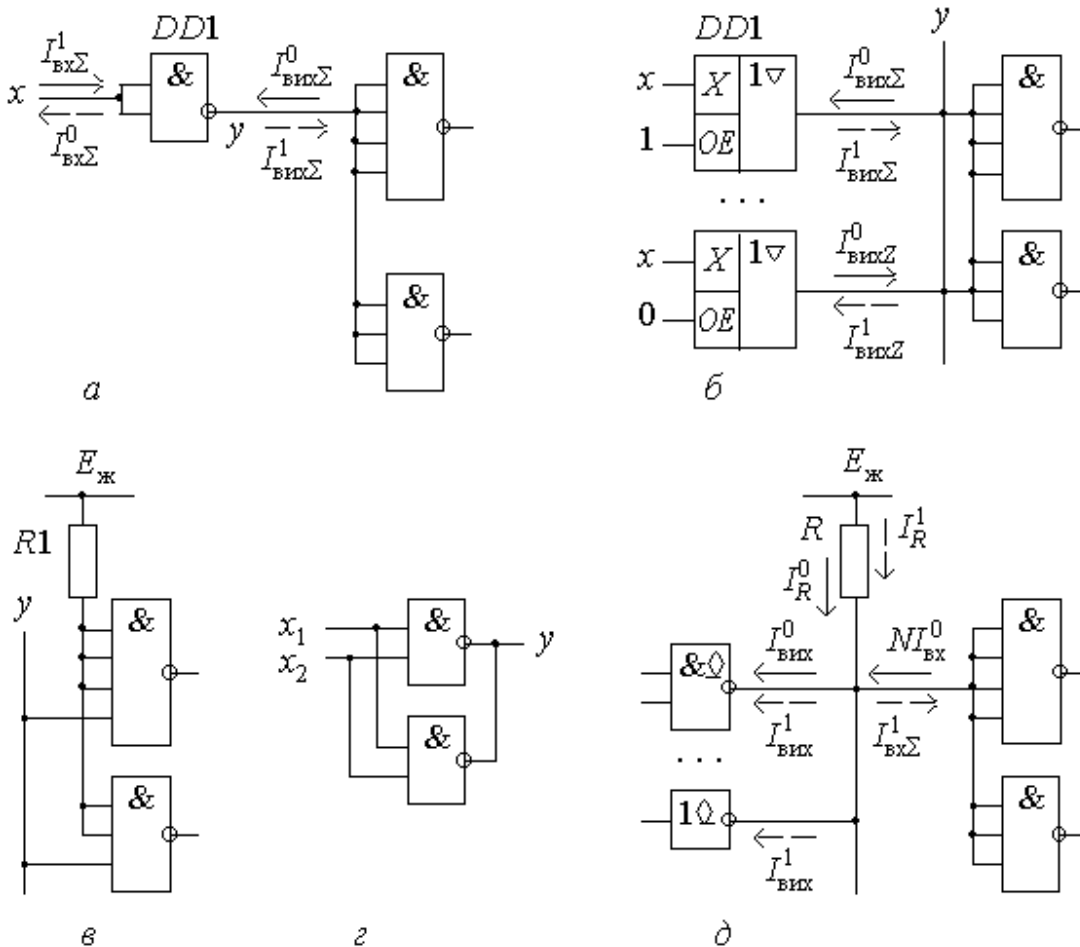 DD1
I¹вхΣ
x
I⁰вхΣ
&
I⁰вихΣ
y
I¹вихΣ
&
&
а
y
DD1
x X 1▽
1 OE
I⁰вихΣ
I¹вихΣ
&
. . .
x X 1▽
0 OE
I⁰вихZ
I¹вихZ
&
б
Eж
R1
y
&
&
в
x₁
x₂
&
y
&
г
Eж
R
I¹R
I⁰R
I⁰вих
NI⁰вх
&◊
I¹вих
I¹вхΣ
&
. . .
1◊
I¹вих
&
д